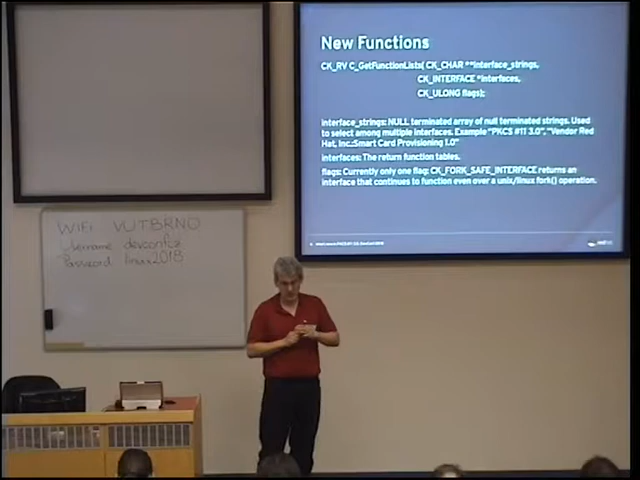 New Functions
CK_RV C_GetFunctionLists( CK_CHAR **interface_strings,
CK_INTERFACE *interfaces,
CK_ULONG flags);
interface_strings: NULL terminated array of null terminated strings. Used
to select among multiple interfaces. Example "PKCS #11 3.0", "Vendor Red
Hat, Inc.:Smart Card Provisioning 1.0"
interfaces: The return function tables.
flags: Currently only one flag: CK_FORK_SAFE_INTERFACE returns an
interface that continues to function even over a unix/linux fork() operation.
WIFI VUTBRNO
Username devconfcz
Password linux2018